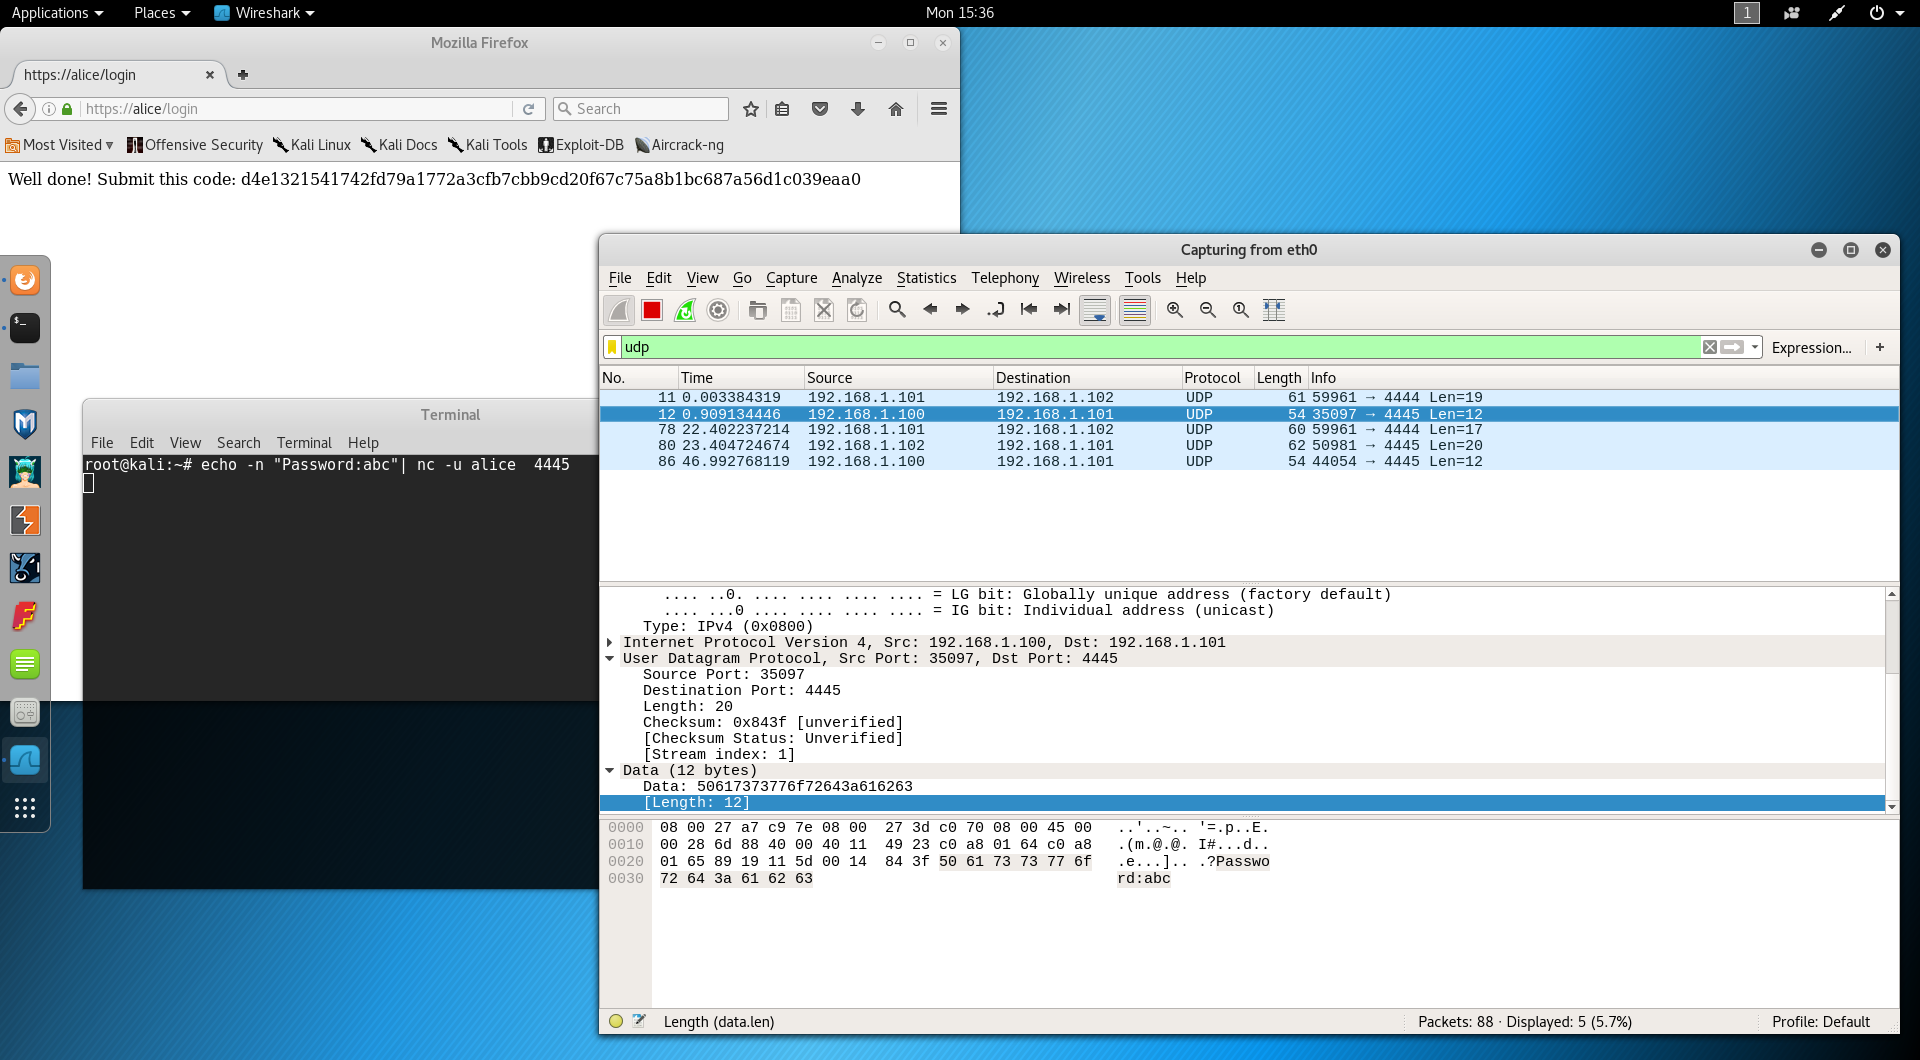 Applications Places Wireshark Mon 15:36 1
Mozilla Firefox
https://alice/login
https://alice/login Search
Most Visited Offensive Security Kali Linux Kali Docs Kali Tools Exploit-DB Aircrack-ng
Well done! Submit this code: d4e1321541742fd79a1772a3cfb7cbb9cd20f67c75a8b1bc687a56d1c039eaa0
Terminal
File Edit View Search Terminal Help
root@kali:~# echo -n "Password:abc"| nc -u alice  4445
Capturing from eth0
File Edit View Go Capture Analyze Statistics Telephony Wireless Tools Help
udp Expression... +
No. Time Source Destination Protocol Length Info
11 0.003384319 192.168.1.101 192.168.1.102 UDP 61 59961 → 4444 Len=19
12 0.909134446 192.168.1.100 192.168.1.101 UDP 54 35097 → 4445 Len=12
78 22.402237214 192.168.1.101 192.168.1.102 UDP 60 59961 → 4444 Len=17
80 23.404724674 192.168.1.102 192.168.1.101 UDP 62 50981 → 4445 Len=20
86 46.992768119 192.168.1.100 192.168.1.101 UDP 54 44054 → 4445 Len=12
.... ..0. .... .... .... .... = LG bit: Globally unique address (factory default)
.... ...0 .... .... .... .... = IG bit: Individual address (unicast)
Type: IPv4 (0x0800)
Internet Protocol Version 4, Src: 192.168.1.100, Dst: 192.168.1.101
User Datagram Protocol, Src Port: 35097, Dst Port: 4445
Source Port: 35097
Destination Port: 4445
Length: 20
Checksum: 0x843f [unverified]
[Checksum Status: Unverified]
[Stream index: 1]
Data (12 bytes)
Data: 50617373776f72643a616263
[Length: 12]
0000 08 00 27 a7 c9 7e 08 00 27 3d c0 70 08 00 45 00 ..'..~.. '=.p..E.
0010 00 28 6d 88 40 00 40 11 49 23 c0 a8 01 64 c0 a8 .(m.@.@. I#...d..
0020 01 65 89 19 11 5d 00 14 84 3f 50 61 73 73 77 6f .e...].. .?Passwo
0030 72 64 3a 61 62 63 rd:abc
Length (data.len) Packets: 88 · Displayed: 5 (5.7%) Profile: Default